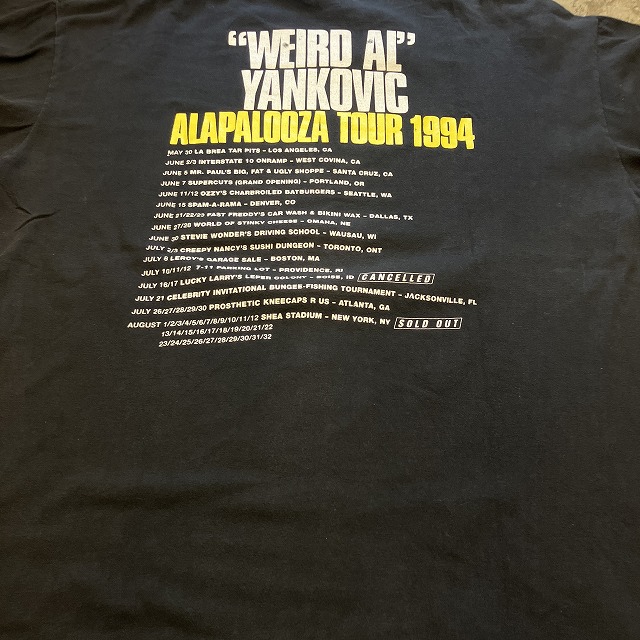 “WEIRD AL”
YANKOVIC
ALAPALOOZA TOUR 1994
MAY 30 LA BREA TAR PITS - LOS ANGELES, CA
JUNE 2/3 INTERSTATE 10 ONRAMP - WEST COVINA, CA
JUNE 5 MR. PAUL'S BIG, FAT & UGLY SHOPPE - SANTA CRUZ, CA
JUNE 7 SUPERCUTS (GRAND OPENING) - PORTLAND, OR
JUNE 11/12 OZZY'S CHARBROILED BATBURGERS - SEATTLE, WA
JUNE 15 SPAM-A-RAMA - DENVER, CO
JUNE 21/22/23 FAST FREDDY'S CAR WASH & BIKINI WAX - DALLAS, TX
JUNE 27/28 WORLD OF STINKY CHEESE - OMAHA, NE
JUNE 30 STEVIE WONDER'S DRIVING SCHOOL - WAUSAU, WI
JULY 2/3 CREEPY NANCY'S SUSHI DUNGEON - TORONTO, ONT
JULY 6 LEROY'S GARAGE SALE - BOSTON, MA
JULY 10/11/12 7-11 PARKING LOT - PROVIDENCE, RI
JULY 16/17 LUCKY LARRY'S LEPER COLONY - BOISE, ID CANCELLED
JULY 21 CELEBRITY INVITATIONAL BUNGEE-FISHING TOURNAMENT - JACKSONVILLE, FL
JULY 26/27/28/29/30 PROSTHETIC KNEECAPS R US - ATLANTA, GA
AUGUST 1/2/3/4/5/6/7/8/9/10/11/12 SHEA STADIUM - NEW YORK, NY SOLD OUT
13/14/15/16/17/18/19/20/21/22
23/24/25/26/27/28/29/30/31/32